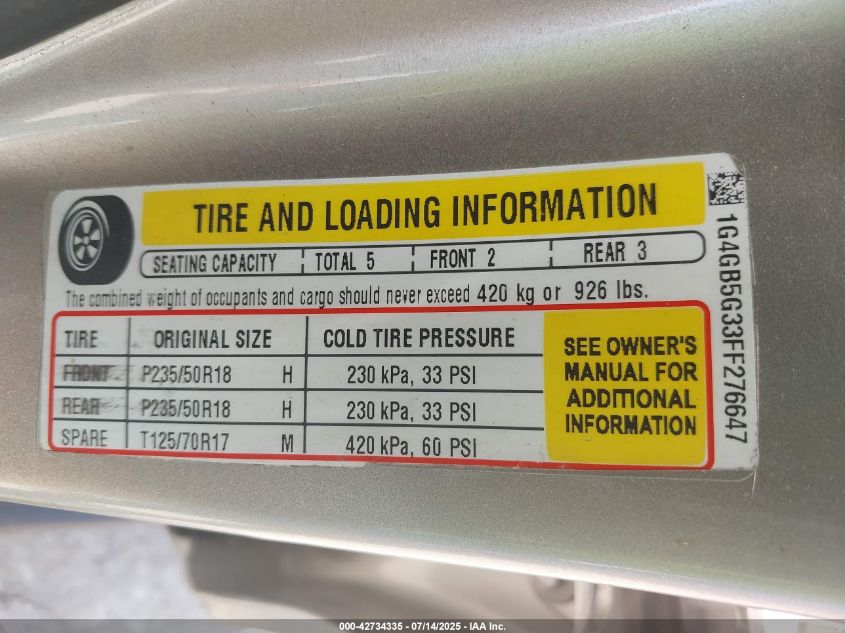 TIRE AND LOADING INFORMATION
SEATING CAPACITY TOTAL 5 FRONT 2 REAR 3
The combined weight of occupants and cargo should never exceed 420 kg or 926 lbs.
TIRE ORIGINAL SIZE COLD TIRE PRESSURE
FRONT P235/50R18 H 230 kPa, 33 PSI
REAR P235/50R18 H 230 kPa, 33 PSI
SPARE T125/70R17 M 420 kPa, 60 PSI
SEE OWNER'S
MANUAL FOR
ADDITIONAL
INFORMATION
1G4GB5G33FF276647
000-42734335 - 07/14/2025 - IAA Inc.